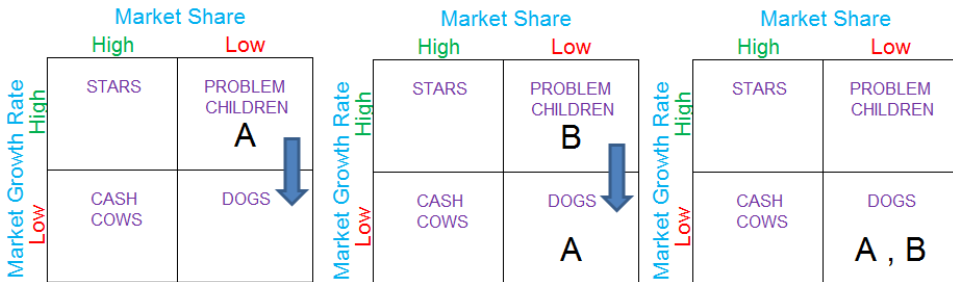 Market Share
High Low
Market Growth Rate
High
Low
STARS
PROBLEM
CHILDREN
A
CASH
COWS
DOGS
Market Share
High Low
Market Growth Rate
High
Low
STARS
PROBLEM
CHILDREN
B
CASH
COWS
DOGS
A
Market Share
High Low
Market Growth Rate
High
Low
STARS
PROBLEM
CHILDREN
CASH
COWS
DOGS
A , B